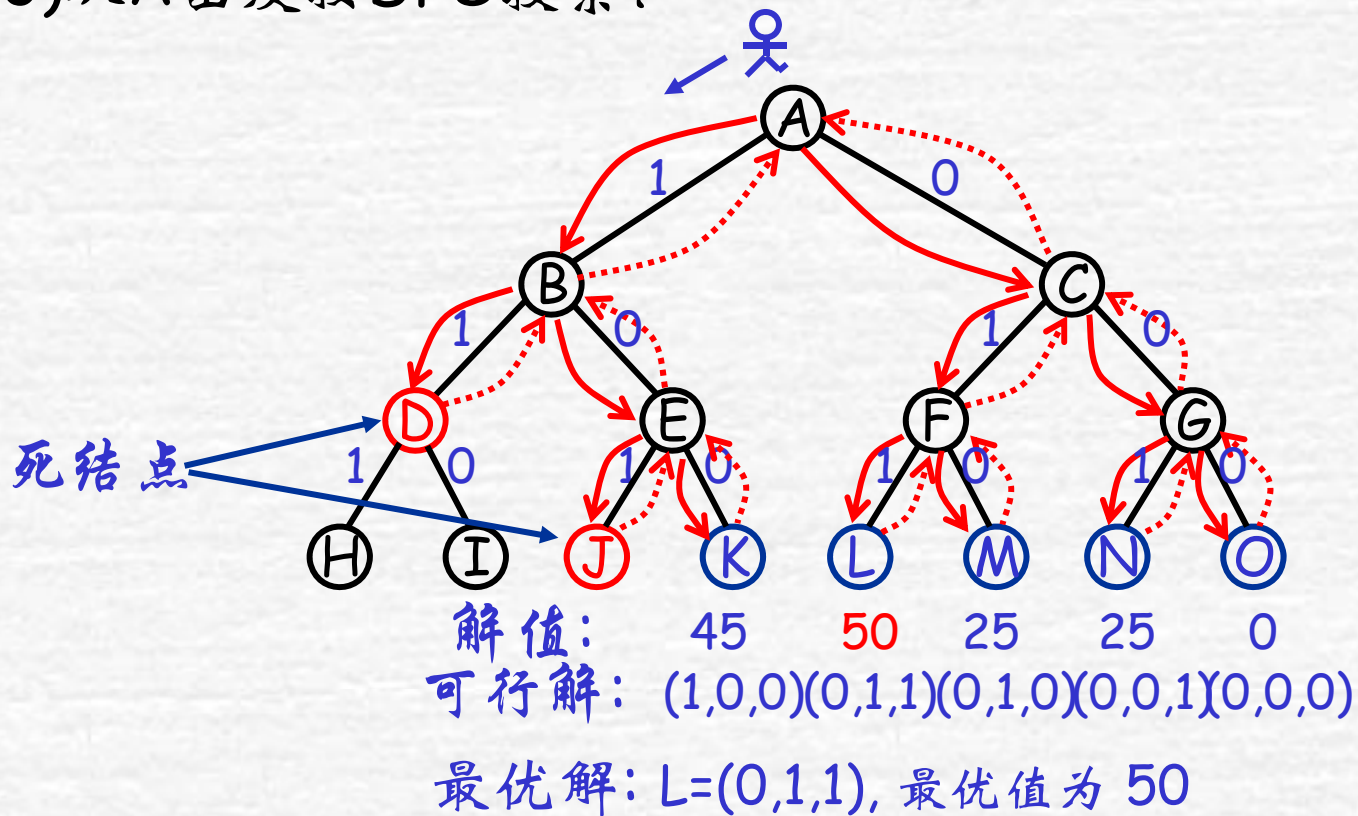 A
1 0
B C
1 0 1 0
D E F G
死结点
1 0 1 0 1 0 1 0
H I J K L M N O
解值: 45 50 25 25 0
可行解: (1,0,0)(0,1,1)(0,1,0)(0,0,1)(0,0,0)
最优解: L=(0,1,1), 最优值为 50